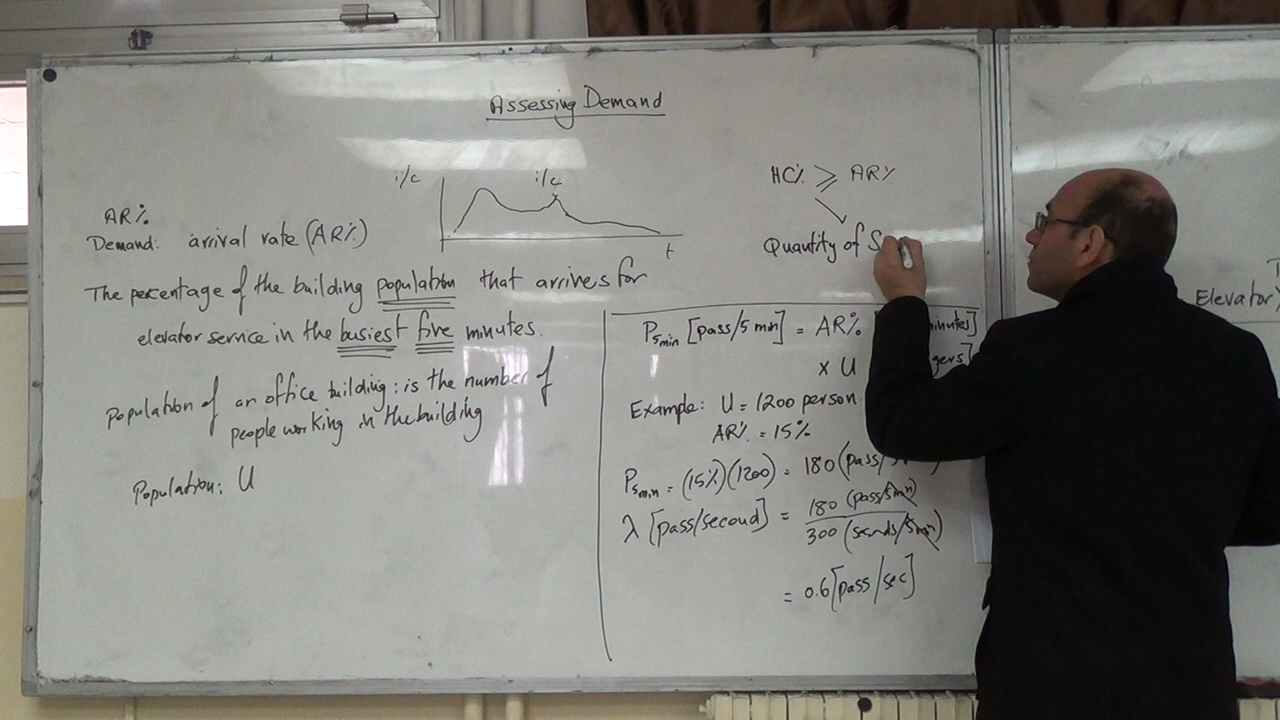 Assessing Demand
i/c
i/c
t
AR%
Demand: arrival rate (AR%)
The percentage of the building population that arrives for
elevator service in the busiest five minutes.
Population of an office building: is the number of
people working in the building
Population: U
HC% ⩾ AR%
Quantity of S
P5min [pass/5 min] = AR% inutes]
x U gers]
Example: U = 1200 person
AR% = 15%
P5min = (15%)(1200) = 180 (pass/
λ [pass/second] = 180 (pass/5min)
300 (seconds/5min)
= 0.6 [pass/sec]
Elevator